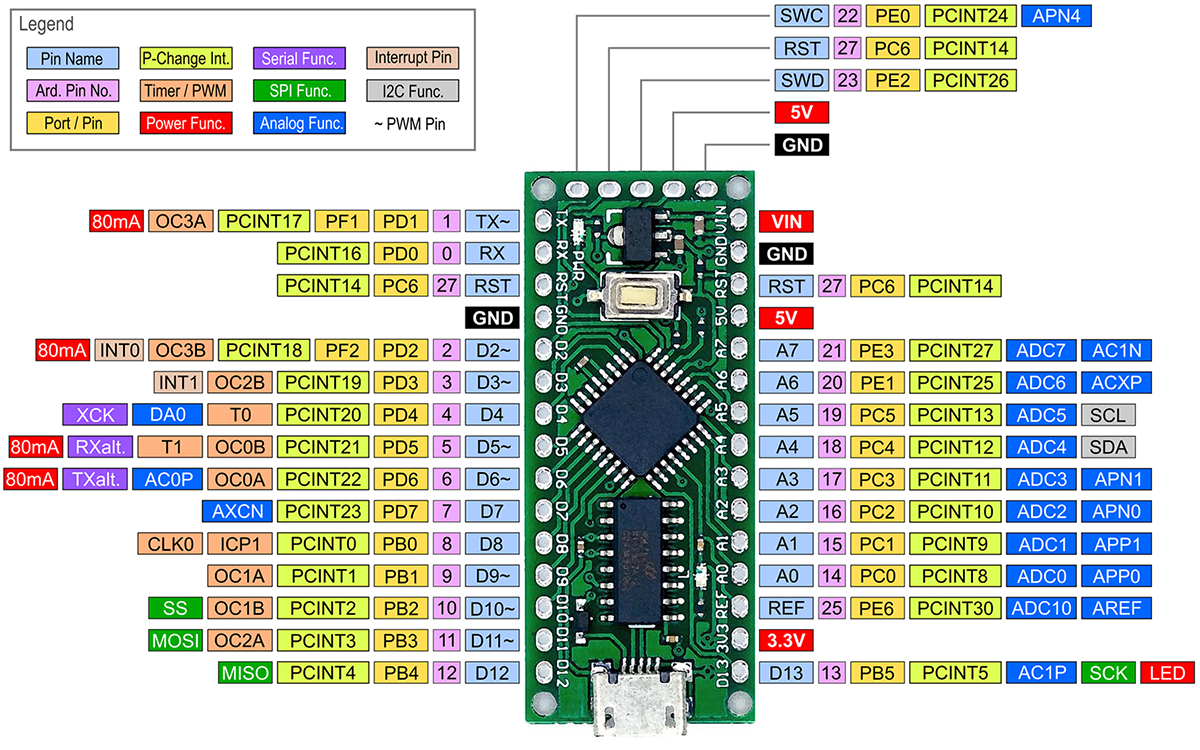 Legend
Pin Name P-Change Int. Serial Func. Interrupt Pin
Ard. Pin No. Timer / PWM SPI Func. I2C Func.
Port / Pin Power Func. Analog Func. ~ PWM Pin
SWC 22 PE0 PCINT24 APN4
RST 27 PC6 PCINT14
SWD 23 PE2 PCINT26
5V
GND
80mA OC3A PCINT17 PF1 PD1 1 TX~
PCINT16 PD0 0 RX
PCINT14 PC6 27 RST
GND
80mA INT0 OC3B PCINT18 PF2 PD2 2 D2~
INT1 OC2B PCINT19 PD3 3 D3~
XCK DA0 T0 PCINT20 PD4 4 D4
80mA RXalt. T1 OC0B PCINT21 PD5 5 D5~
80mA TXalt. AC0P OC0A PCINT22 PD6 6 D6~
AXCN PCINT23 PD7 7 D7
CLK0 ICP1 PCINT0 PB0 8 D8
OC1A PCINT1 PB1 9 D9~
SS OC1B PCINT2 PB2 10 D10~
MOSI OC2A PCINT3 PB3 11 D11~
MISO PCINT4 PB4 12 D12
TX RX RST GND D2 D3 D4 D5 D6 D7 D8 D9 D10 D11 D12
PWR
L
VIN GND RST 5V A7 A6 A5 A4 A3 A2 A1 A0 REF 3V3 D13
VIN
GND
RST 27 PC6 PCINT14
5V
A7 21 PE3 PCINT27 ADC7 AC1N
A6 20 PE1 PCINT25 ADC6 ACXP
A5 19 PC5 PCINT13 ADC5 SCL
A4 18 PC4 PCINT12 ADC4 SDA
A3 17 PC3 PCINT11 ADC3 APN1
A2 16 PC2 PCINT10 ADC2 APN0
A1 15 PC1 PCINT9 ADC1 APP1
A0 14 PC0 PCINT8 ADC0 APP0
REF 25 PE6 PCINT30 ADC10 AREF
3.3V
D13 13 PB5 PCINT5 AC1P SCK LED